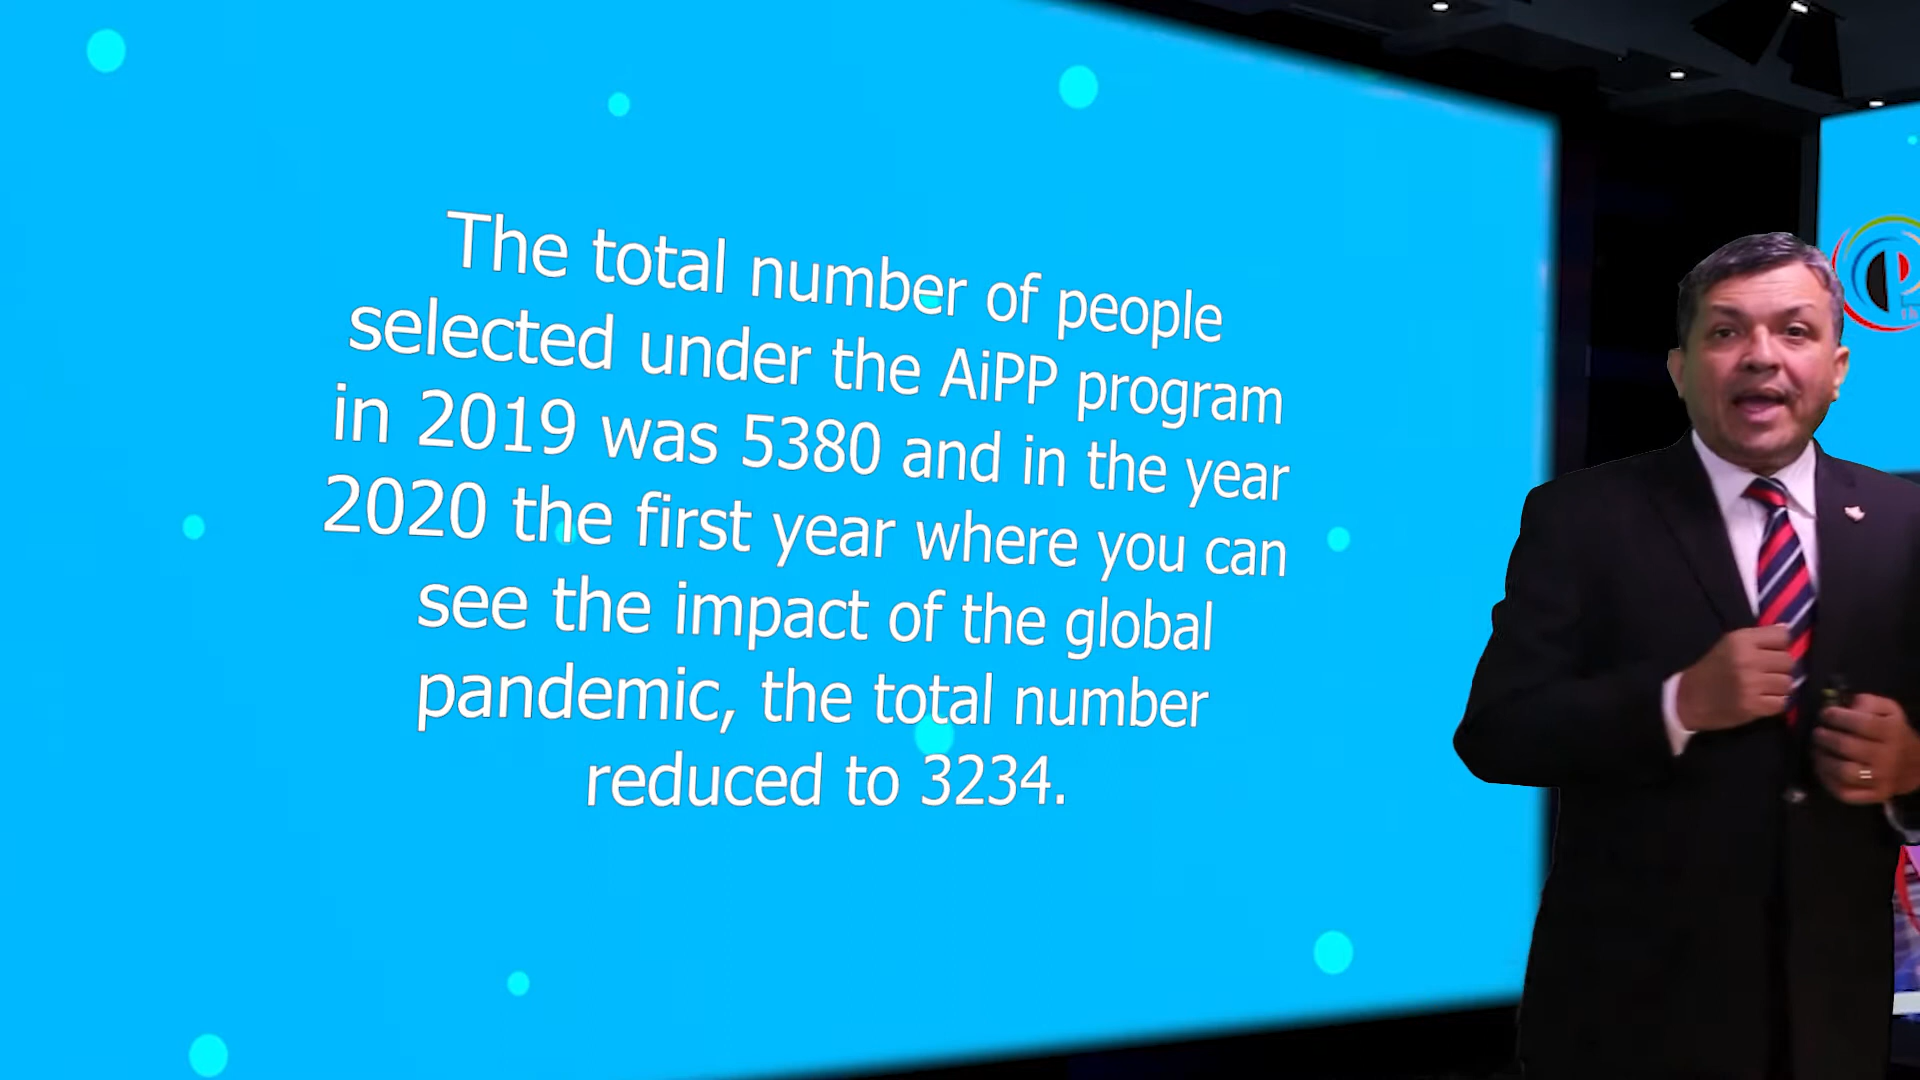 The total number of people
selected under the AiPP program
in 2019 was 5380 and in the year
2020 the first year where you can
see the impact of the global
pandemic, the total number
reduced to 3234.